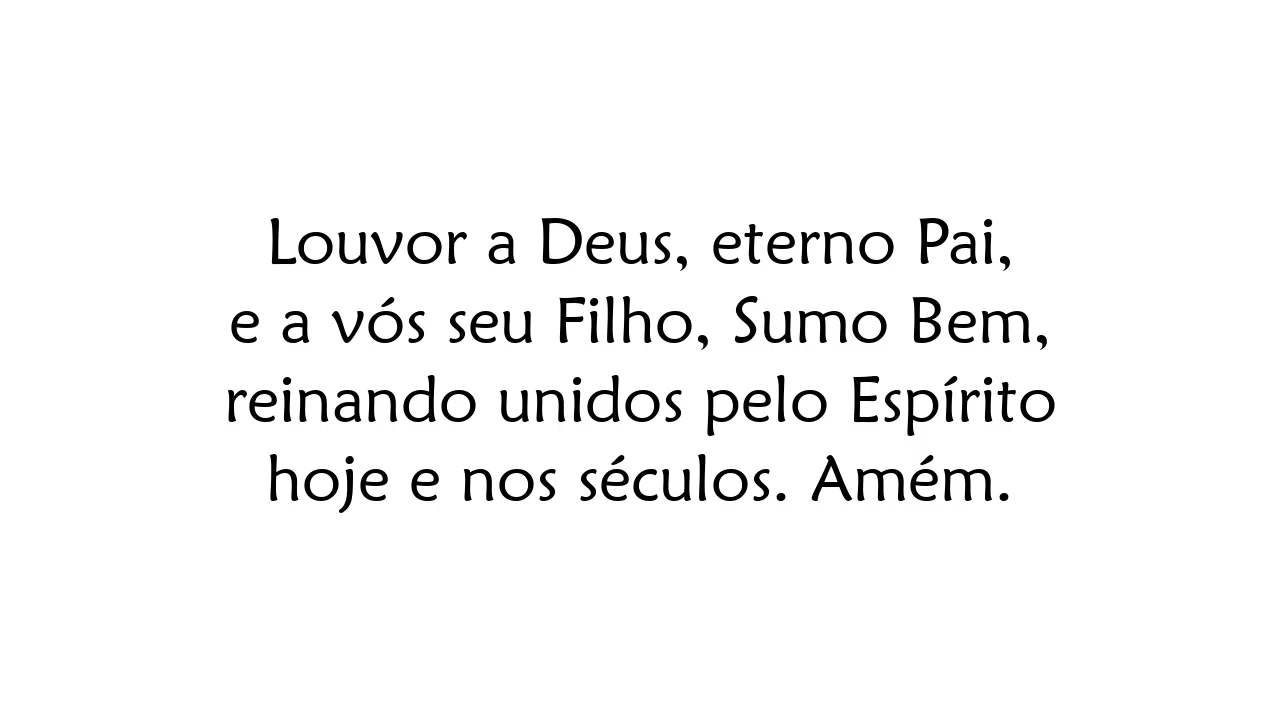 Louvor a Deus, eterno Pai,
e a vós seu Filho, Sumo Bem,
reinando unidos pelo Espírito
hoje e nos séculos. Amém.